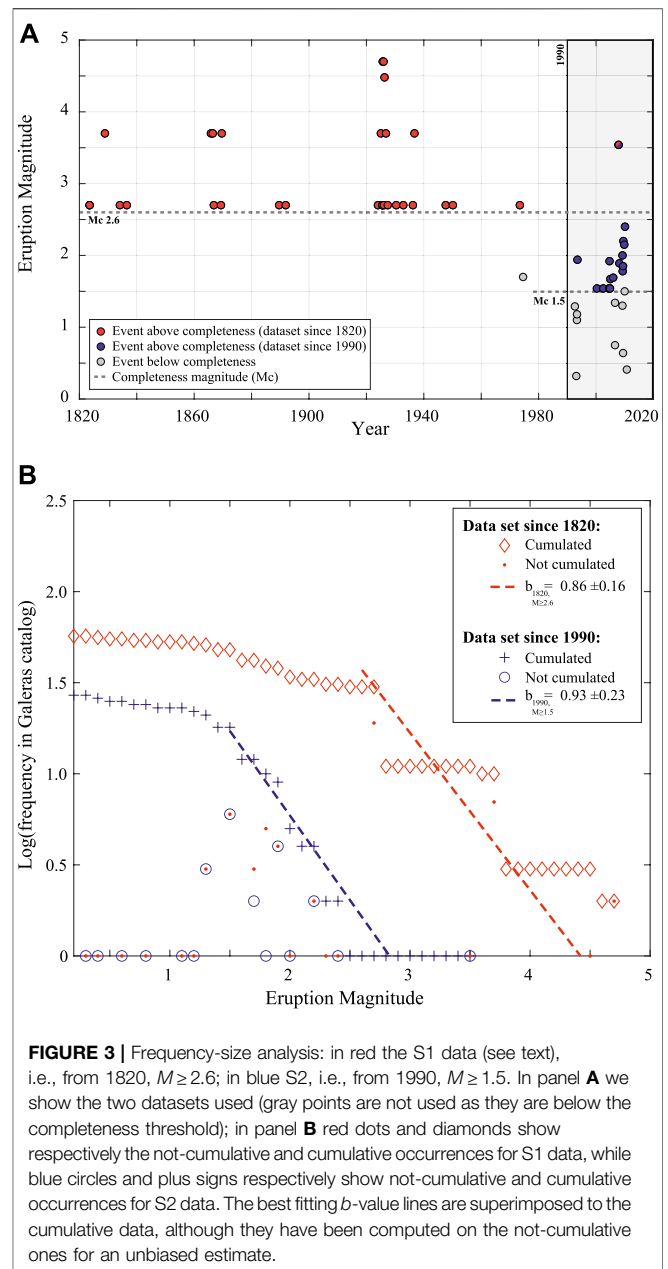 A
5
4
3
2
1
0
Eruption Magnitude
1990
Mc 2.6
Mc 1.5
Event above completeness (dataset since 1820)
Event above completeness (dataset since 1990)
Event below completeness
Completeness magnitude (Mc)
1820 1860 1900 1940 1980 2020
Year
B
2.5
2.0
1.5
1.0
0.5
0
Log(frequency in Galeras catalog)
Data set since 1820:
Cumulated
Not cumulated
b1820, M≥2.6 = 0.86 ±0.16
Data set since 1990:
Cumulated
Not cumulated
b1990, M≥1.5 = 0.93 ±0.23
1 2 3 4 5
Eruption Magnitude
FIGURE 3 | Frequency-size analysis: in red the S1 data (see text),
i.e., from 1820, M ≥ 2.6; in blue S2, i.e., from 1990, M ≥ 1.5. In panel A we
show the two datasets used (gray points are not used as they are below the
completeness threshold); in panel B red dots and diamonds show
respectively the not-cumulative and cumulative occurrences for S1 data, while
blue circles and plus signs respectively show not-cumulative and cumulative
occurrences for S2 data. The best fitting b-value lines are superimposed to the
cumulative data, although they have been computed on the not-cumulative
ones for an unbiased estimate.